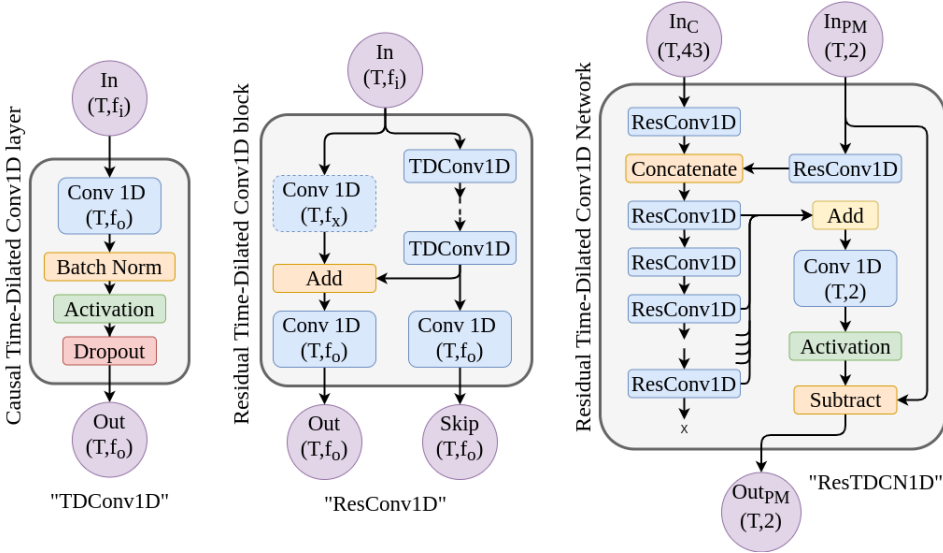 Causal Time-Dilated Conv1D layer
In
(T,fi)
Conv 1D
(T,fo)
Batch Norm
Activation
Dropout
Out
(T,fo)
"TDConv1D"
Residual Time-Dilated Conv1D block
In
(T,fi)
Conv 1D
(T,fx)
TDConv1D
TDConv1D
Add
Conv 1D
(T,fo)
Conv 1D
(T,fo)
Out
(T,fo)
Skip
(T,fo)
"ResConv1D"
Residual Time-Dilated Conv1D Network
InC
(T,43)
InPM
(T,2)
ResConv1D
Concatenate
ResConv1D
ResConv1D
Add
ResConv1D
Conv 1D
(T,2)
ResConv1D
Activation
ResConv1D
Subtract
x
OutPM
(T,2)
"ResTDCN1D"